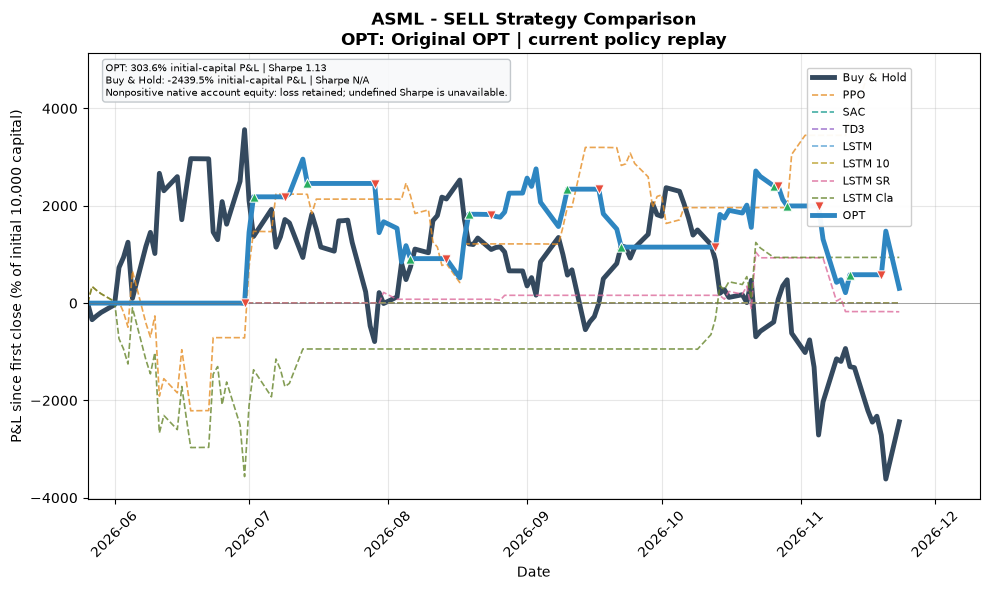 ASML - SELL Strategy Comparison
OPT: Original OPT | current policy replay
OPT: 303.6% initial-capital P&L | Sharpe 1.13
Buy & Hold: -2439.5% initial-capital P&L | Sharpe N/A
Nonpositive native account equity: loss retained; undefined Sharpe is unavailable.
Buy & Hold
PPO
SAC
TD3
LSTM
LSTM 10
LSTM SR
LSTM Cla
OPT
P&L since first close (% of initial 10,000 capital)
4000
2000
0
−2000
−4000
2026-06
2026-07
2026-08
2026-09
2026-10
2026-11
2026-12
Date